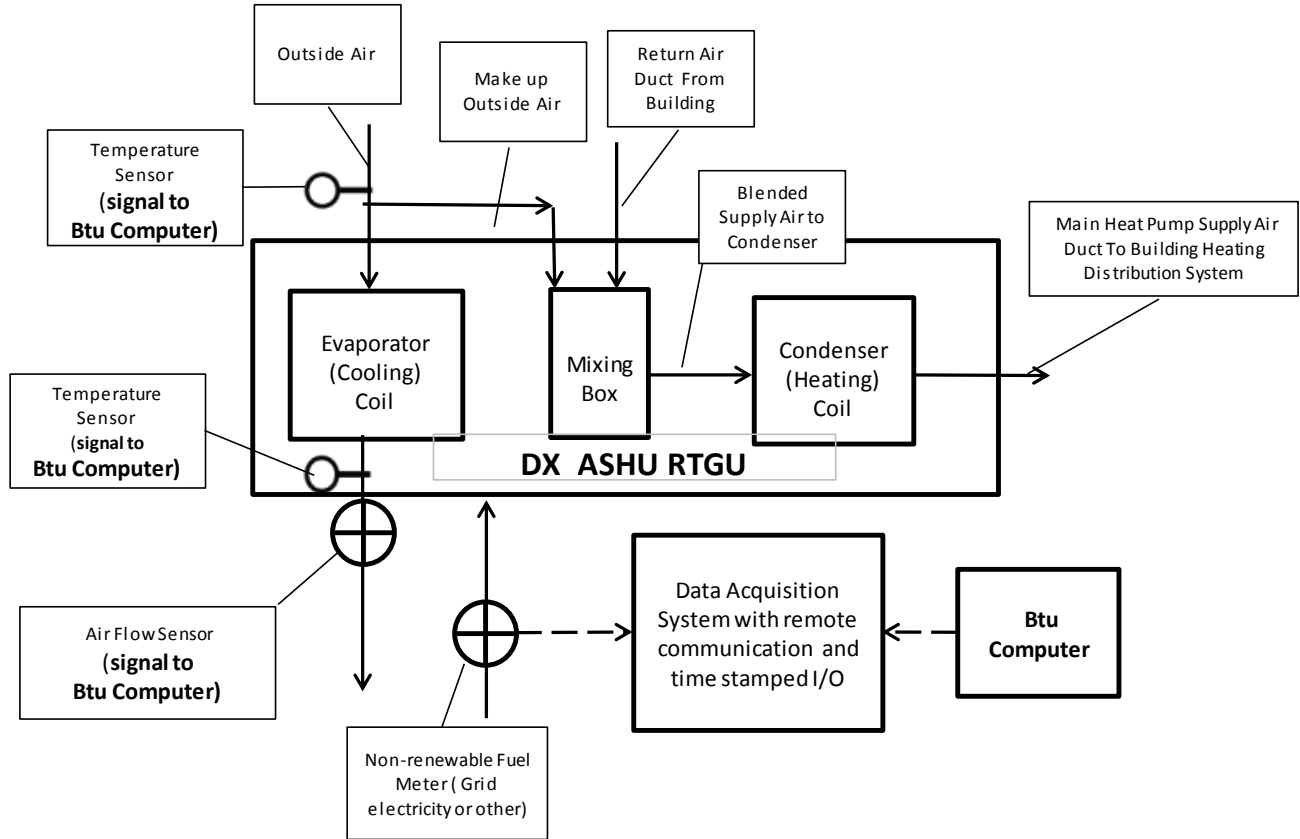 Outside Air
Make up
Outside Air
Return Air
Duct From
Building
Temperature
Sensor
(signal to
Btu Computer)
Blended
Supply Air to
Condenser
Main Heat Pump Supply Air
Duct To Building Heating
Distribution System
Evaporator
(Cooling)
Coil
Mixing
Box
Condenser
(Heating)
Coil
Temperature
Sensor
(signal to
Btu Computer)
DX ASHU RTGU
Air Flow Sensor
(signal to
Btu Computer)
Data Acquisition
System with remote
communication and
time stamped I/O
Btu
Computer
Non-renewable Fuel
Meter ( Grid
electricity or other)